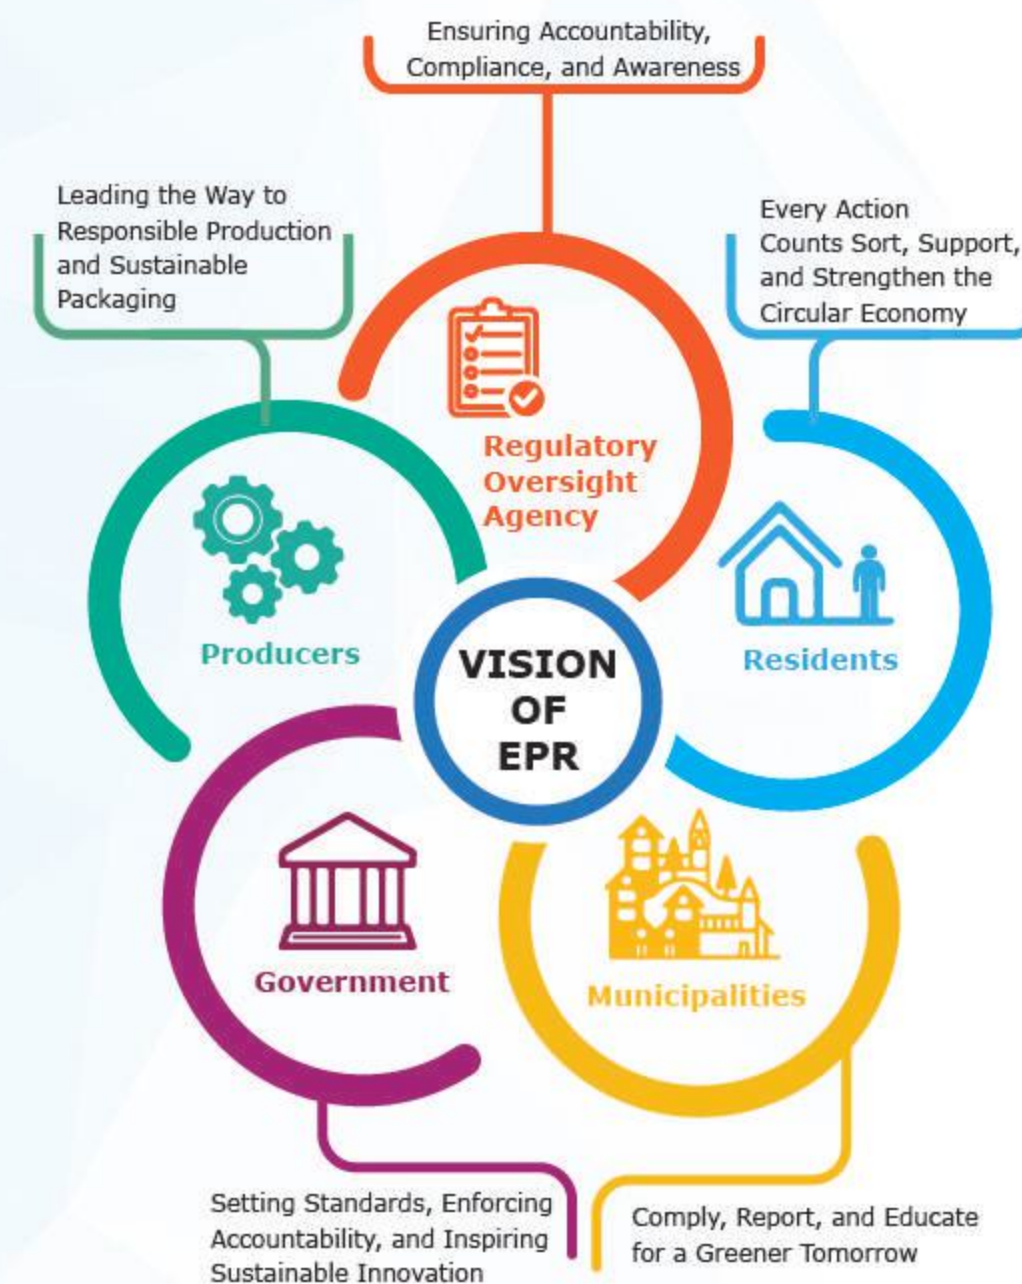 Ensuring Accountability,
Compliance, and Awareness
Leading the Way to
Responsible Production
and Sustainable
Packaging
Every Action
Counts Sort, Support,
and Strengthen the
Circular Economy
Regulatory
Oversight
Agency
Producers
Residents
VISION
OF
EPR
Government
Municipalities
Setting Standards, Enforcing
Accountability, and Inspiring
Sustainable Innovation
Comply, Report, and Educate
for a Greener Tomorrow